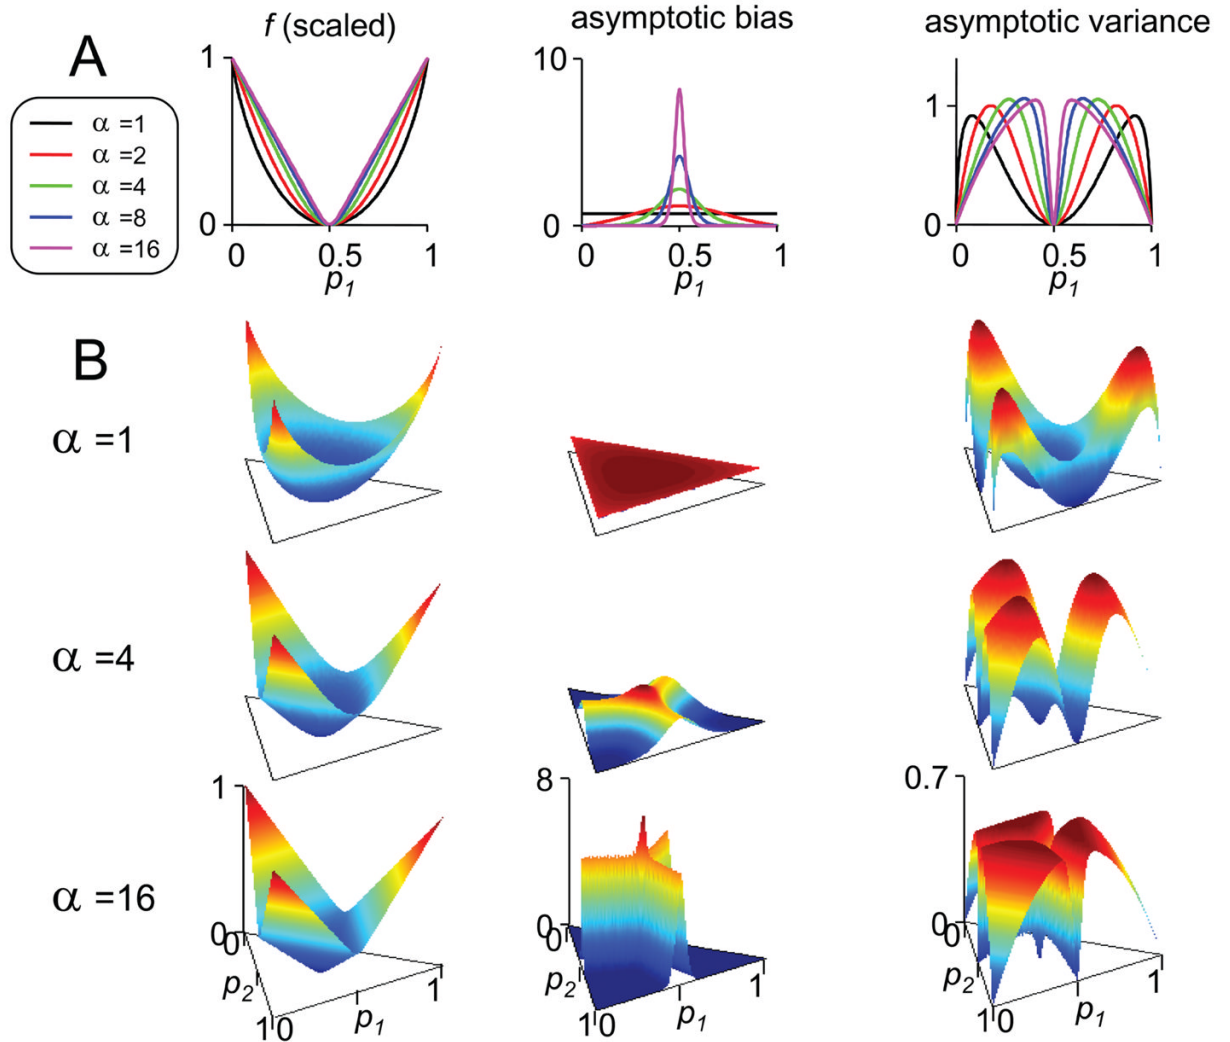 A
f (scaled)
asymptotic bias
asymptotic variance
α =1
α =2
α =4
α =8
α =16
1
0
0 0.5 1
p1
10
0
0 0.5 1
p1
1
0
0 0.5 1
p1
B
α =1
α =4
α =16
1
0
0
p2
1 0
p1
1
8
0
0
p2
1 0
p1
1
0.7
0
0
p2
1 0
p1
1